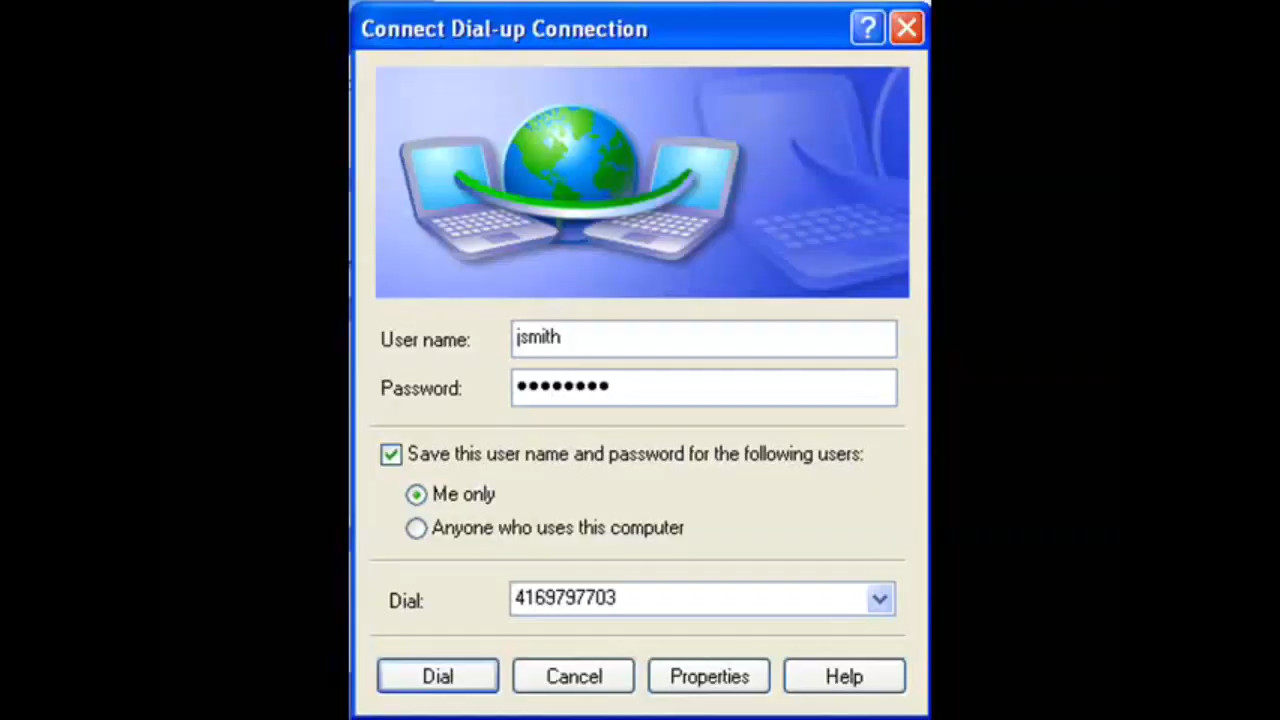 Connect Dial-up Connection
User name: jsmith
Password: ••••••••
Save this user name and password for the following users:
Me only
Anyone who uses this computer
Dial: 4169797703
Dial Cancel Properties Help